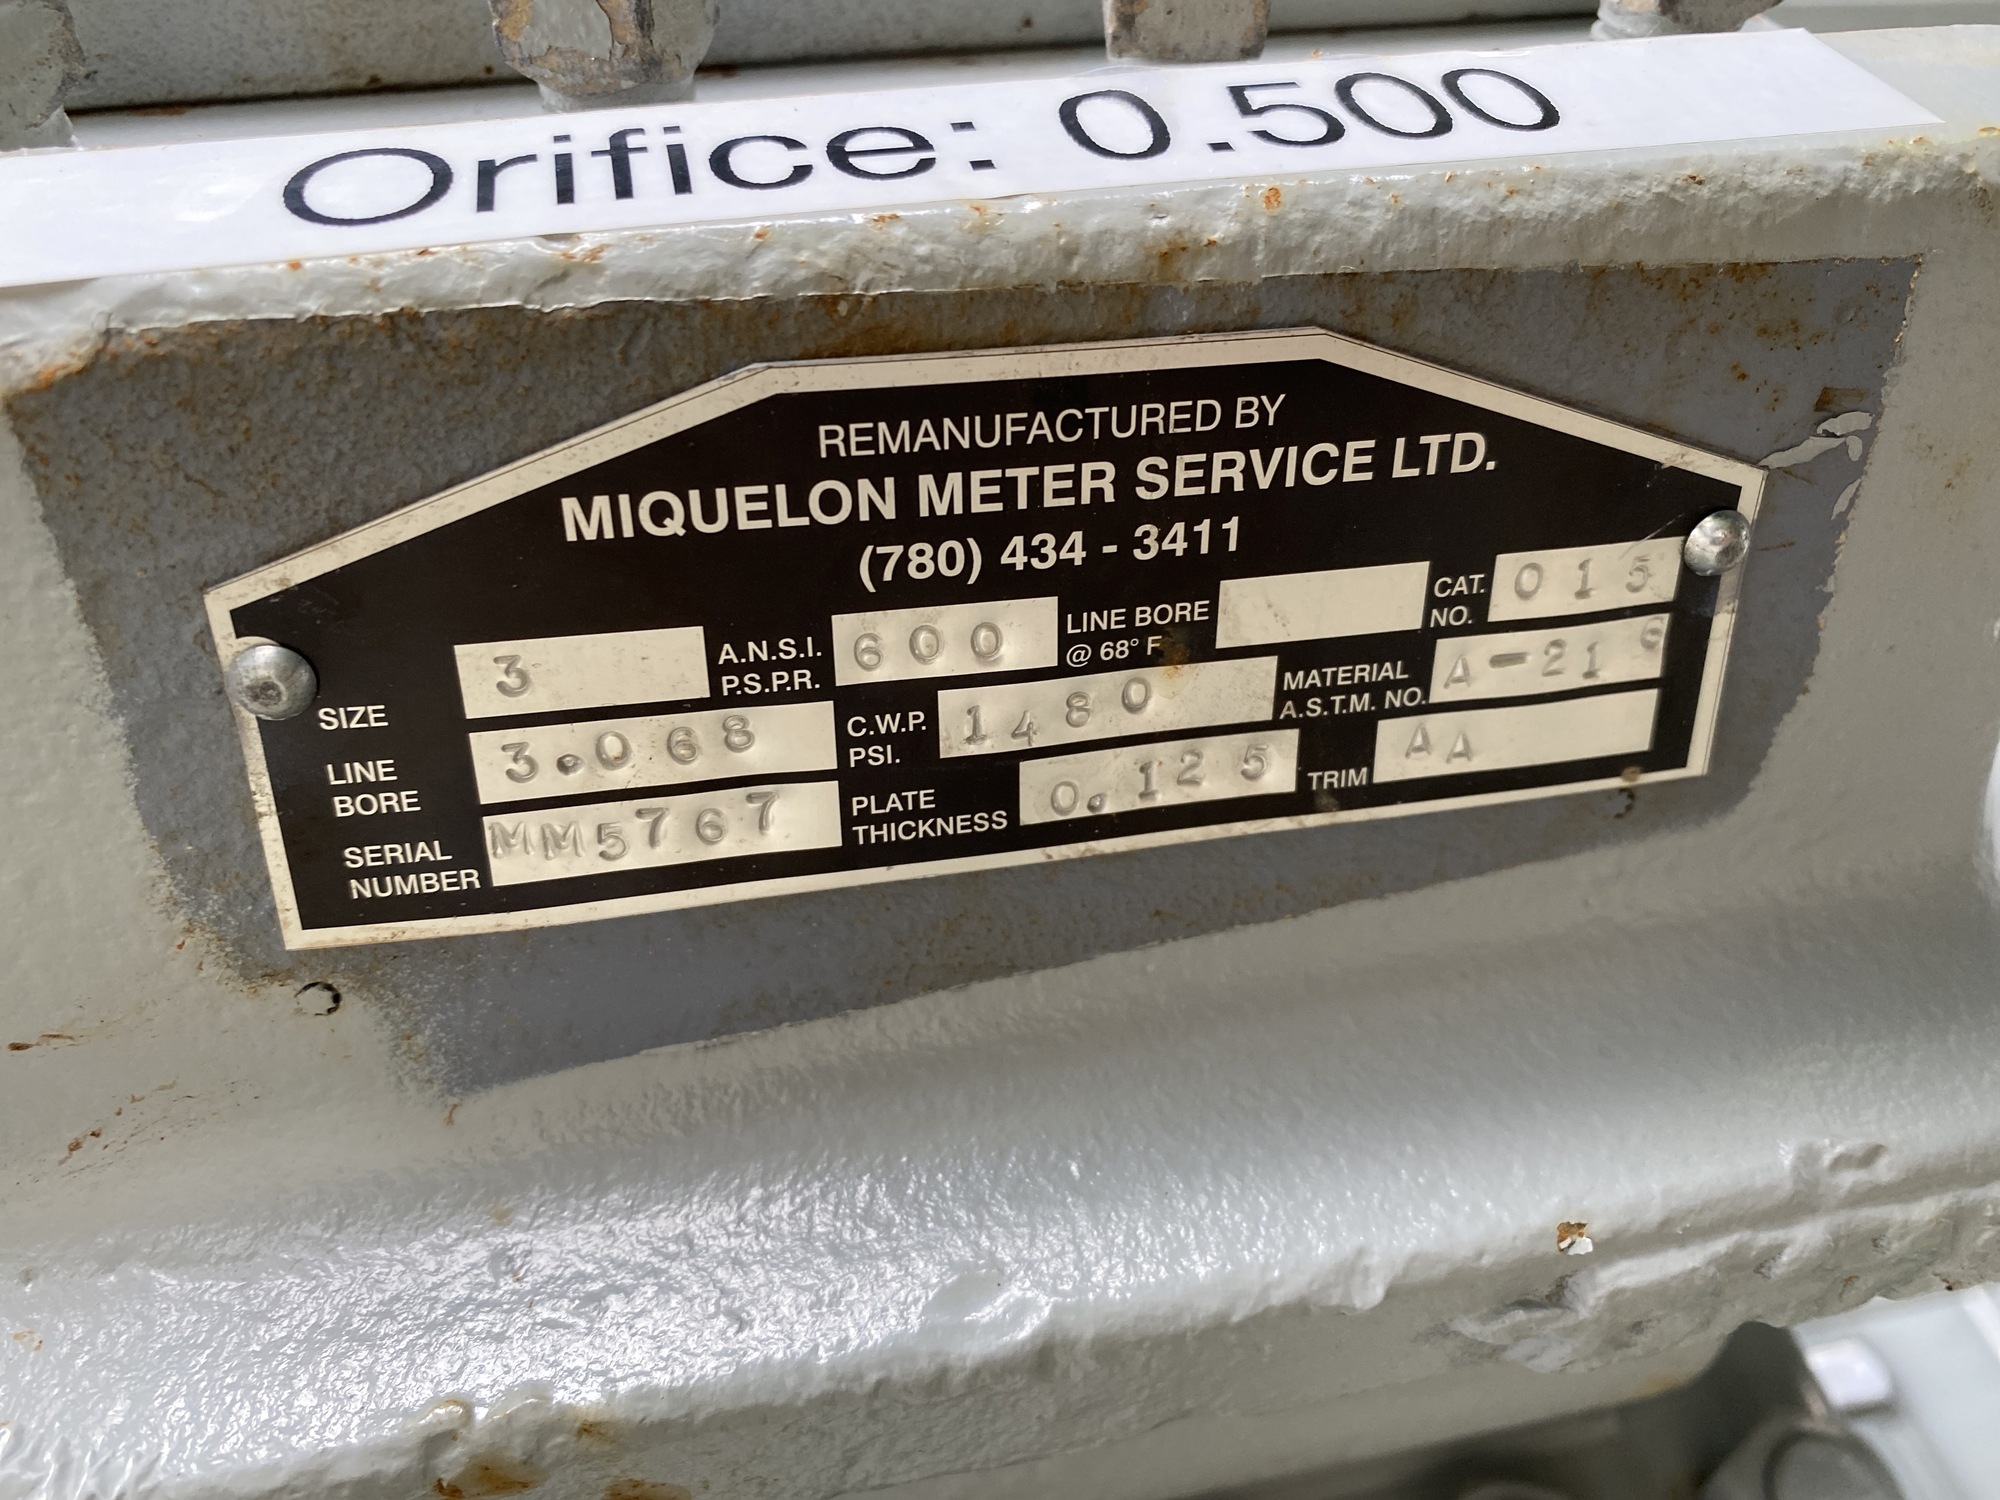 Orifice: 0.500
REMANUFACTURED BY
MIQUELON METER SERVICE LTD.
(780) 434 - 3411
SIZE 3 A.N.S.I. P.S.P.R. 600 LINE BORE @ 68° F CAT. NO. 015
LINE BORE 3.068 C.W.P. PSI. 1480 MATERIAL A.S.T.M. NO. A-216
SERIAL NUMBER MM5767 PLATE THICKNESS 0.125 TRIM AA